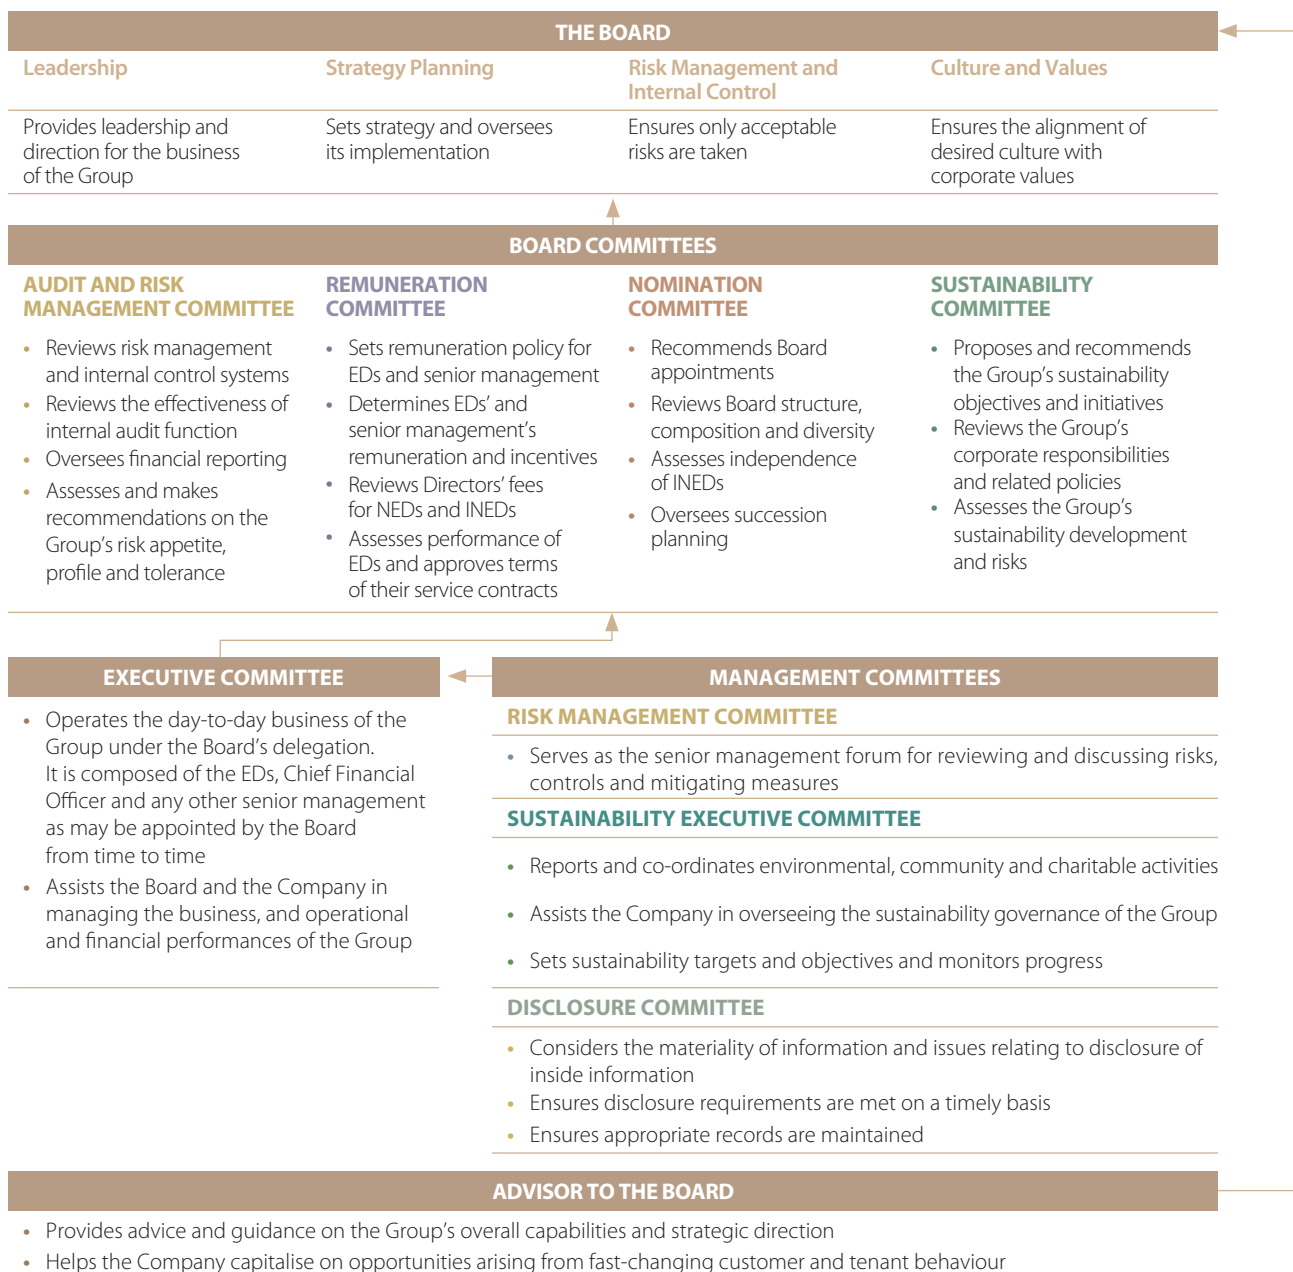 THE BOARD
Leadership
Provides leadership and
direction for the business
of the Group
Strategy Planning
Sets strategy and oversees
its implementation
Risk Management and
Internal Control
Ensures only acceptable
risks are taken
Culture and Values
Ensures the alignment of
desired culture with
corporate values
BOARD COMMITTEES
AUDIT AND RISK
MANAGEMENT COMMITTEE
• Reviews risk management
and internal control systems
• Reviews the effectiveness of
internal audit function
• Oversees financial reporting
• Assesses and makes
recommendations on the
Group's risk appetite,
profile and tolerance
REMUNERATION
COMMITTEE
• Sets remuneration policy for
EDs and senior management
• Determines EDs' and
senior management's
remuneration and incentives
• Reviews Directors' fees
for NEDs and INEDs
• Assesses performance of
EDs and approves terms
of their service contracts
NOMINATION
COMMITTEE
• Recommends Board
appointments
• Reviews Board structure,
composition and diversity
• Assesses independence
of INEDs
• Oversees succession
planning
SUSTAINABILITY
COMMITTEE
• Proposes and recommends
the Group's sustainability
objectives and initiatives
• Reviews the Group's
corporate responsibilities
and related policies
• Assesses the Group's
sustainability development
and risks
EXECUTIVE COMMITTEE
• Operates the day-to-day business of the
Group under the Board's delegation.
It is composed of the EDs, Chief Financial
Officer and any other senior management
as may be appointed by the Board
from time to time
• Assists the Board and the Company in
managing the business, and operational
and financial performances of the Group
MANAGEMENT COMMITTEES
RISK MANAGEMENT COMMITTEE
• Serves as the senior management forum for reviewing and discussing risks,
controls and mitigating measures
SUSTAINABILITY EXECUTIVE COMMITTEE
• Reports and co-ordinates environmental, community and charitable activities
• Assists the Company in overseeing the sustainability governance of the Group
• Sets sustainability targets and objectives and monitors progress
DISCLOSURE COMMITTEE
• Considers the materiality of information and issues relating to disclosure of
inside information
• Ensures disclosure requirements are met on a timely basis
• Ensures appropriate records are maintained
ADVISOR TO THE BOARD
• Provides advice and guidance on the Group's overall capabilities and strategic direction
• Helps the Company capitalise on opportunities arising from fast-changing customer and tenant behaviour